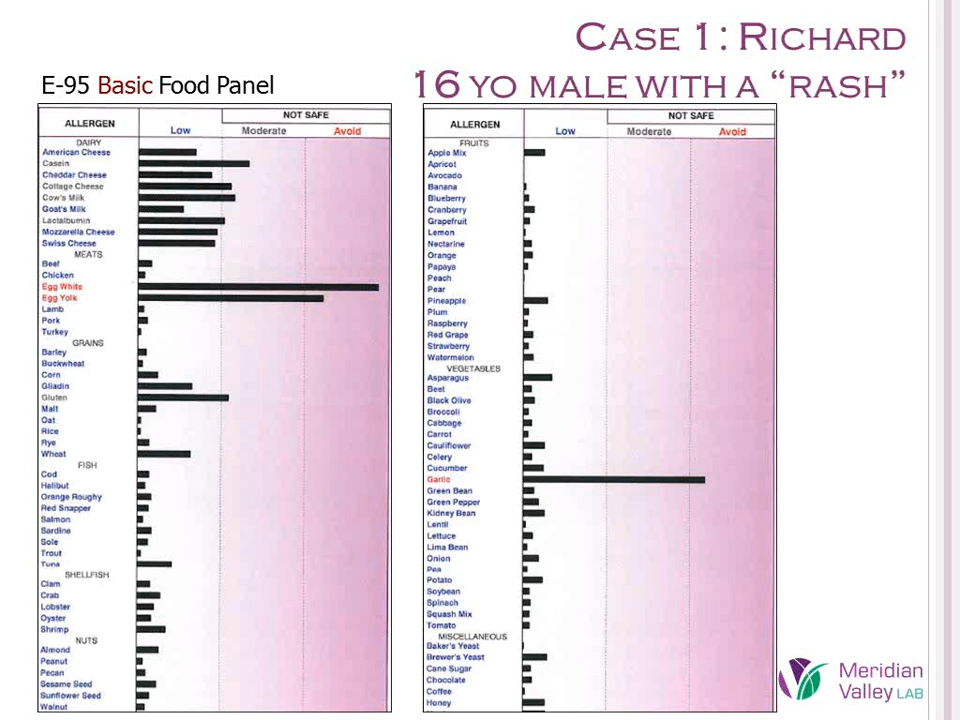 CASE 1: RICHARD
16 YO MALE WITH A “RASH”
E-95 Basic Food Panel
ALLERGEN
NOT SAFE
Low
Moderate
Avoid
DAIRY
American Cheese
Casein
Cheddar Cheese
Cottage Cheese
Cow's Milk
Goat's Milk
Lactalbumin
Mozzarella Cheese
Swiss Cheese
MEATS
Beef
Chicken
Egg White
Egg Yolk
Lamb
Pork
Turkey
GRAINS
Barley
Buckwheat
Corn
Gliadin
Gluten
Malt
Oat
Rice
Rye
Wheat
FISH
Cod
Halibut
Orange Roughy
Red Snapper
Salmon
Sardine
Sole
Trout
Tuna
SHELLFISH
Clam
Crab
Lobster
Oyster
Shrimp
NUTS
Almond
Peanut
Pecan
Sesame Seed
Sunflower Seed
Walnut
ALLERGEN
NOT SAFE
Low
Moderate
Avoid
FRUITS
Apple Mix
Apricot
Avocado
Banana
Blueberry
Cranberry
Grapefruit
Lemon
Nectarine
Orange
Papaya
Peach
Pear
Pineapple
Plum
Raspberry
Red Grape
Strawberry
Watermelon
VEGETABLES
Asparagus
Beet
Black Olive
Broccoli
Cabbage
Carrot
Cauliflower
Celery
Cucumber
Garlic
Green Bean
Green Pepper
Kidney Bean
Lentil
Lettuce
Lima Bean
Onion
Pea
Potato
Soybean
Spinach
Squash Mix
Tomato
MISCELLANEOUS
Baker's Yeast
Brewer's Yeast
Cane Sugar
Chocolate
Coffee
Honey
Meridian
Valley LAB